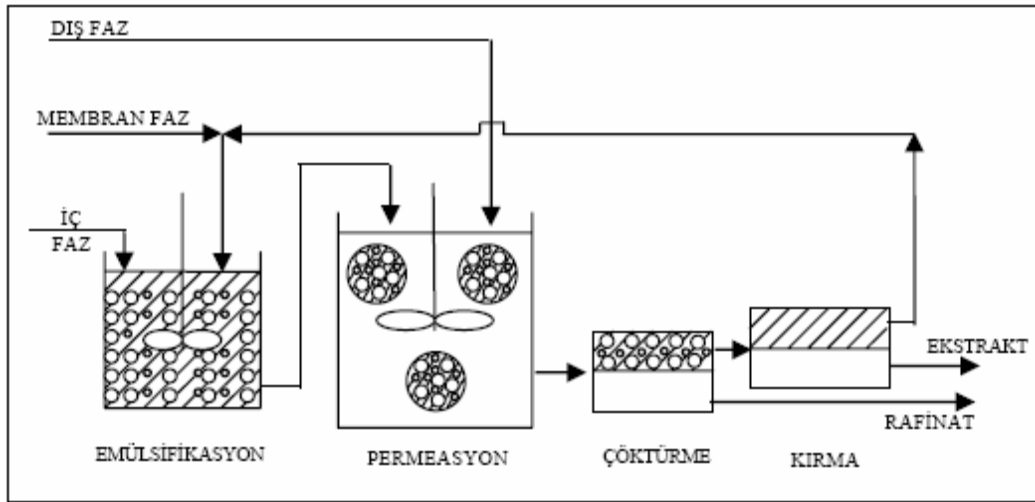 DIŞ FAZ
MEMBRAN FAZ
İÇ
FAZ
EKSTRAKT
RAFİNAT
EMÜLSİFİKASYON
PERMEASYON
ÇÖKTÜRME
KIRMA